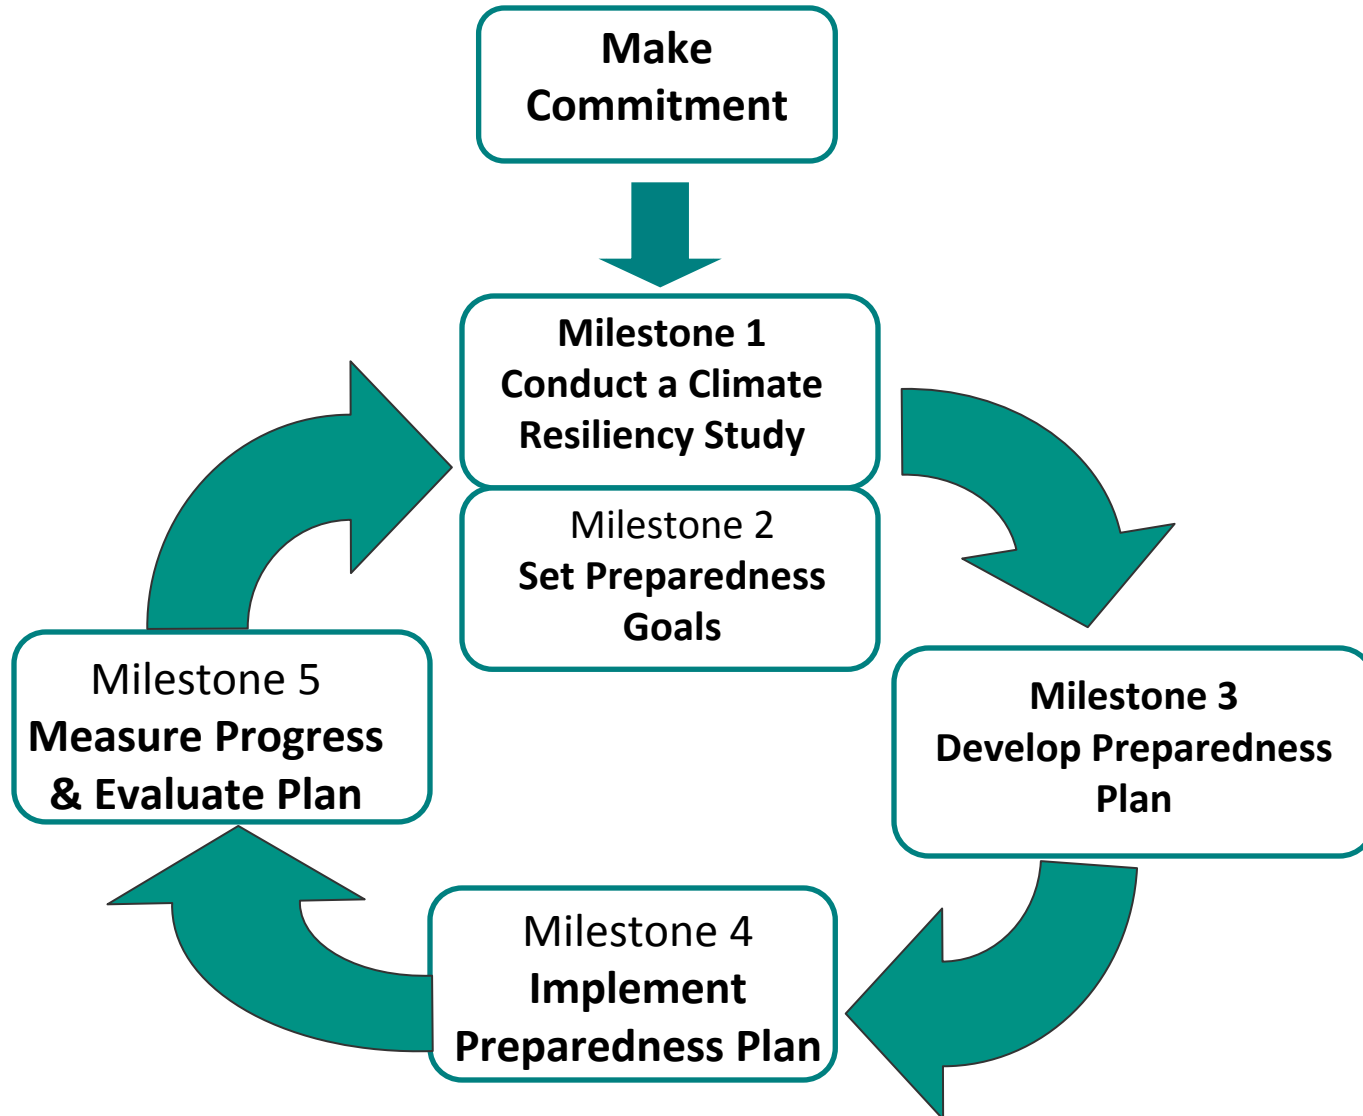 Make
Commitment
Milestone 1
Conduct a Climate
Resiliency Study
Milestone 2
Set Preparedness
Goals
Milestone 3
Develop Preparedness
Plan
Milestone 4
Implement
Preparedness Plan
Milestone 5
Measure Progress
& Evaluate Plan